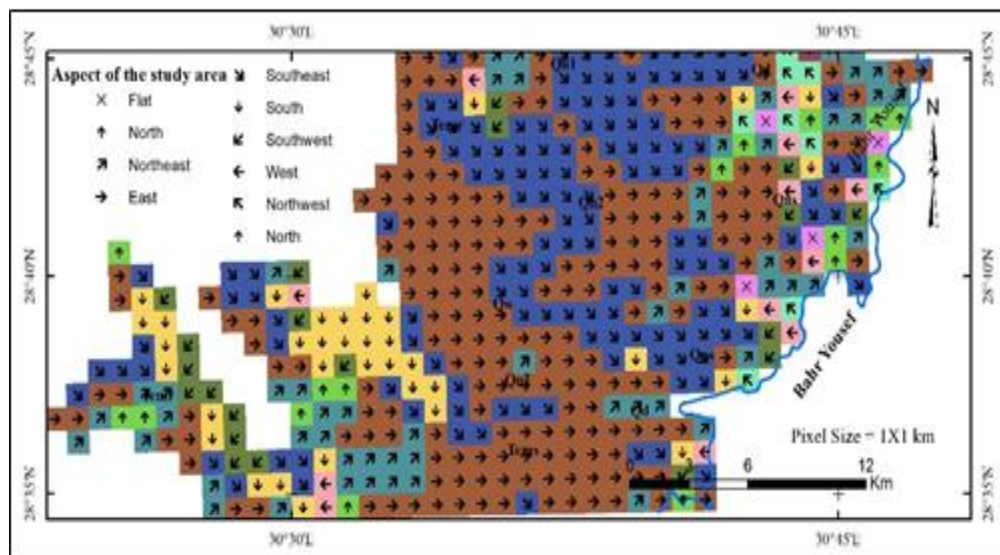 30°30'E
30°45'E
28°45'N
28°45'N
Aspect of the study area
Flat
North
Northeast
East
Southeast
South
Southwest
West
Northwest
North
N
28°40'N
28°40'N
Bahr Yousef
Pixel Size = 1X1 km
0 3 6 12
Km
28°35'N
28°35'N
30°30'E
30°45'E